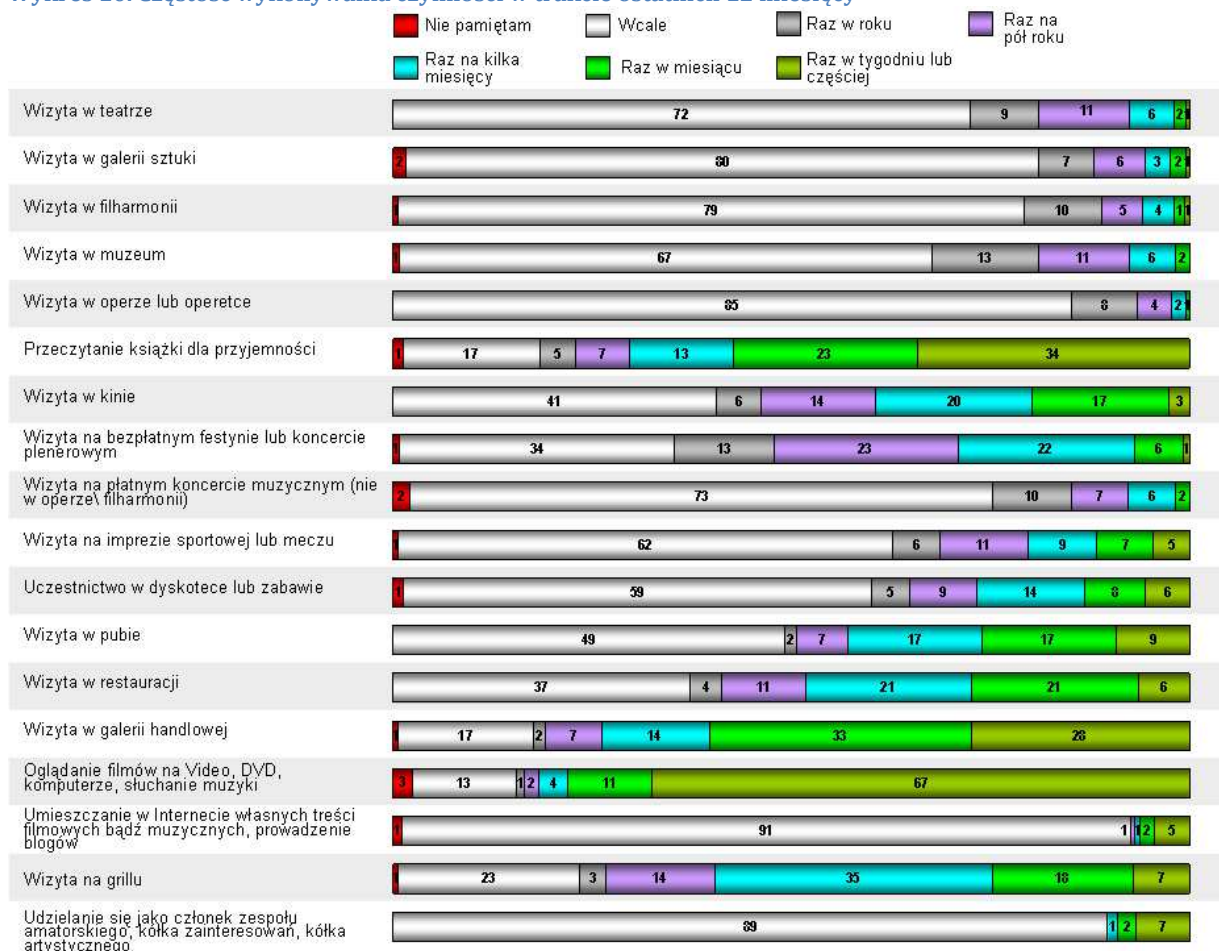 Nie pamiętam Wcale Raz w roku Raz na pół roku
Raz na kilka miesięcy Raz w miesiącu Raz w tygodniu lub częściej
Wizyta w teatrze 72 9 11 6 2 1
Wizyta w galerii sztuki 2 80 7 6 3 2 1
Wizyta w filharmonii 1 79 10 5 4 1 1
Wizyta w muzeum 1 67 13 11 6 2
Wizyta w operze lub operetce 85 8 4 2 1
Przeczytanie książki dla przyjemności 1 17 5 7 13 23 34
Wizyta w kinie 41 6 14 20 17 3
Wizyta na bezpłatnym festynie lub koncercie
plenerowym 1 34 13 23 22 6 1
Wizyta na płatnym koncercie muzycznym (nie
w operze\ filharmonii) 2 73 10 7 6 2
Wizyta na imprezie sportowej lub meczu 1 62 6 11 9 7 5
Uczestnictwo w dyskotece lub zabawie 1 59 5 9 14 8 6
Wizyta w pubie 49 2 7 17 17 9
Wizyta w restauracji 37 4 11 21 21 6
Wizyta w galerii handlowej 1 17 2 7 14 33 28
Oglądanie filmów na Video, DVD,
komputerze, słuchanie muzyki 3 13 1 2 4 11 67
Umieszczanie w Internecie własnych treści
filmowych bądź muzycznych, prowadzenie
blogów 1 91 1 1 2 5
Wizyta na grillu 1 23 3 14 35 18 7
Udzielanie się jako członek zespołu
amatorskiego, kółka zainteresowań, kółka
artystycznego 89 1 2 7